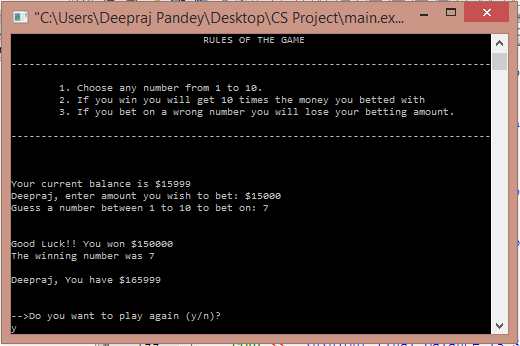 "C:\Users\Deepraj Pandey\Desktop\CS Project\main.ex...
RULES OF THE GAME
1. Choose any number from 1 to 10.
2. If you win you will get 10 times the money you betted with
3. If you bet on a wrong number you will lose your betting amount.
Your current balance is $15999
Deepraj, enter amount you wish to bet: $15000
Guess a number between 1 to 10 to bet on: 7
Good Luck!! You won $150000
The winning number was 7
Deepraj, You have $165999
-->Do you want to play again (y/n)?
y